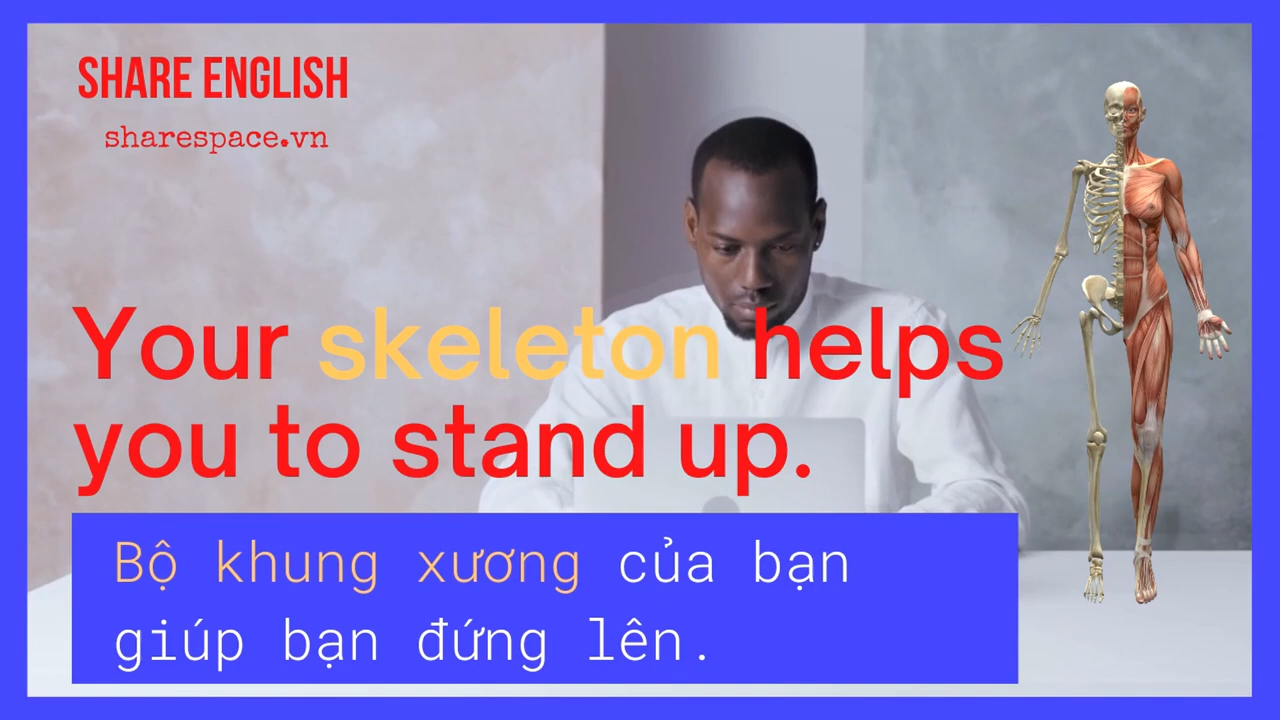 SHARE ENGLISH
sharespace.vn
Your skeleton helps
you to stand up.
Bộ khung xương của bạn
giúp bạn đứng lên.